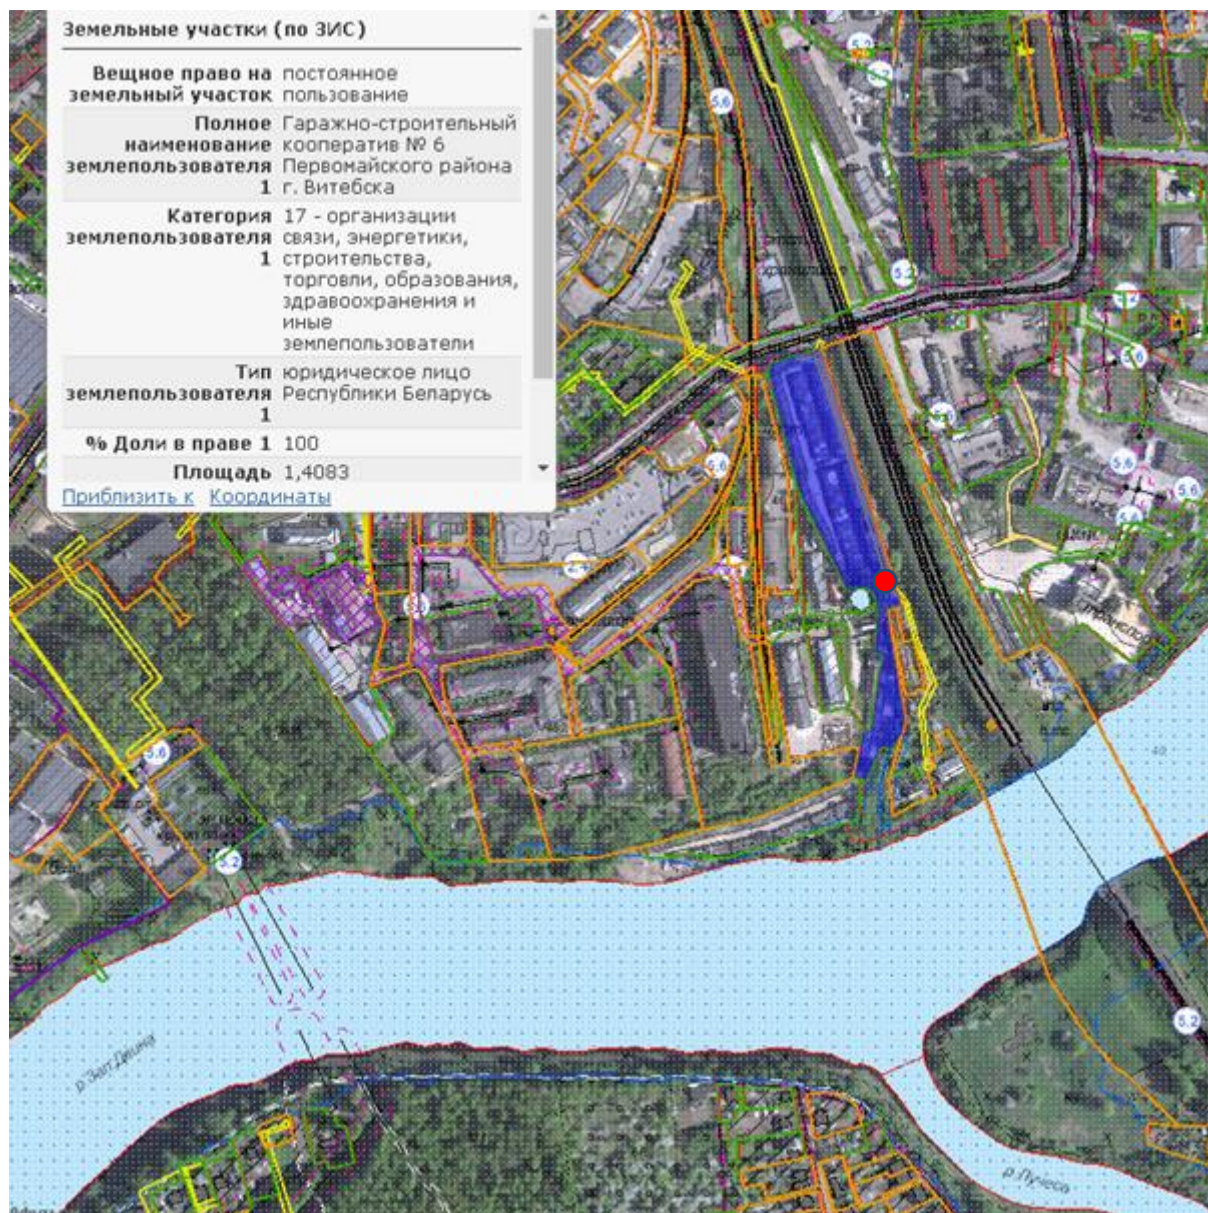 Земельные участки (по ЗИС)
Вещное право на земельный участок постоянное пользование
Полное наименование землепользователя 1 Гаражно-строительный кооператив № 6 Первомайского района г. Витебска
Категория землепользователя 1 17 - организации связи, энергетики, строительства, торговли, образования, здравоохранения и иные землепользователи
Тип землепользователя 1 юридическое лицо Республики Беларусь
% Доли в праве 1 100
Площадь 1,4083
Приблизить к Координаты
5.2
5.6
5.2
5.6
5.6
5.6
5.6
5.6
5.2
р.Зап.Двина
5.2
р.Лучеса